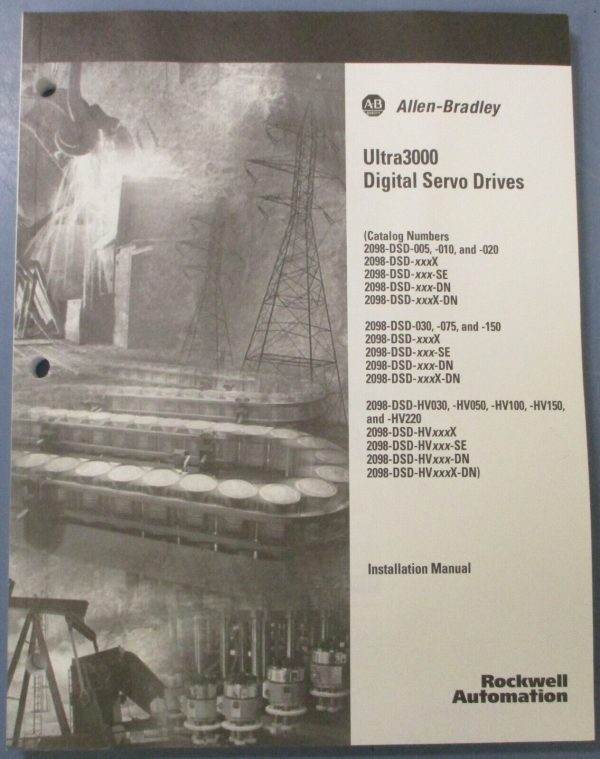 AB
Allen-Bradley
Ultra3000
Digital Servo Drives
(Catalog Numbers
2098-DSD-005, -010, and -020
2098-DSD-xxxX
2098-DSD-xxx-SE
2098-DSD-xxx-DN
2098-DSD-xxxX-DN
2098-DSD-030, -075, and -150
2098-DSD-xxxX
2098-DSD-xxx-SE
2098-DSD-xxx-DN
2098-DSD-xxxX-DN
2098-DSD-HV030, -HV050, -HV100, -HV150,
and -HV220
2098-DSD-HVxxxX
2098-DSD-HVxxx-SE
2098-DSD-HVxxx-DN
2098-DSD-HVxxxX-DN)
Installation Manual
Rockwell
Automation